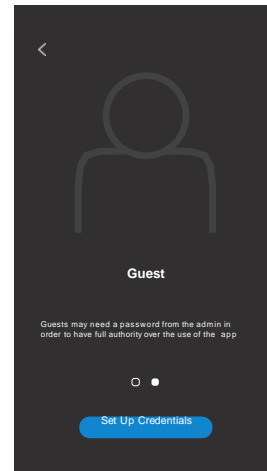 Guest
Guests may need a password from the admin in
order to have full authority over the use of the app
Set Up Credentials